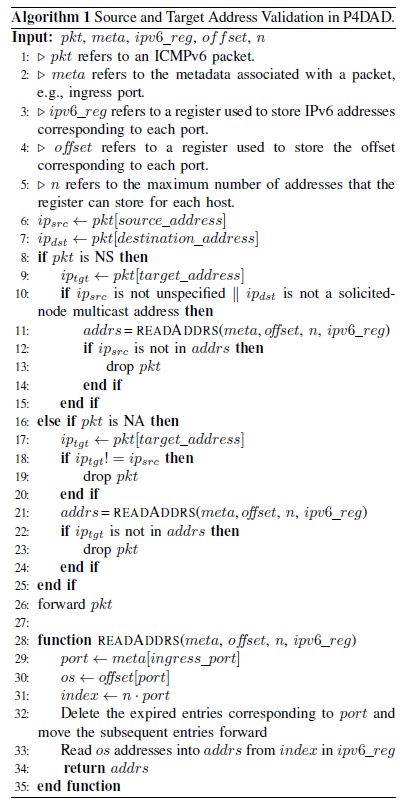 Algorithm 1 Source and Target Address Validation in P4DAD.
Input: pkt, meta, ipv6_reg, offset, n
1: ▷ pkt refers to an ICMPv6 packet.
2: ▷ meta refers to the metadata associated with a packet,
e.g., ingress port.
3: ▷ ipv6_reg refers to a register used to store IPv6 addresses
corresponding to each port.
4: ▷ offset refers to a register used to store the offset
corresponding to each port.
5: ▷ n refers to the maximum number of addresses that the
register can store for each host.
6: ip_src ← pkt[source_address]
7: ip_dst ← pkt[destination_address]
8: if pkt is NS then
9: ip_tgt ← pkt[target_address]
10: if ip_src is not unspecified ∥ ip_dst is not a solicited-
node multicast address then
11: addrs = READADDRS(meta, offset, n, ipv6_reg)
12: if ip_src is not in addrs then
13: drop pkt
14: end if
15: end if
16: else if pkt is NA then
17: ip_tgt ← pkt[target_address]
18: if ip_tgt! = ip_src then
19: drop pkt
20: end if
21: addrs = READADDRS(meta, offset, n, ipv6_reg)
22: if ip_tgt is not in addrs then
23: drop pkt
24: end if
25: end if
26: forward pkt
27:
28: function READADDRS(meta, offset, n, ipv6_reg)
29: port ← meta[ingress_port]
30: os ← offset[port]
31: index ← n · port
32: Delete the expired entries corresponding to port and
move the subsequent entries forward
33: Read os addresses into addrs from index in ipv6_reg
34: return addrs
35: end function